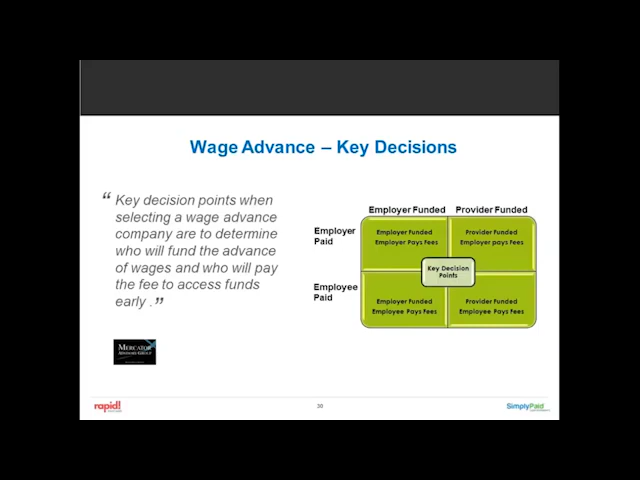 Wage Advance – Key Decisions
“ Key decision points when
selecting a wage advance
company are to determine
who will fund the advance
of wages and who will pay
the fee to access funds
early .”
Employer Funded Provider Funded
Employer
Paid
Employer Funded
Employer Pays Fees
Provider Funded
Employer pays Fees
Key Decision
Points
Employee
Paid
Employer Funded
Employee Pays Fees
Provider Funded
Employee Pays Fees
MERCATOR
ADVISORY GROUP
rapid!
30
SimplyPaid